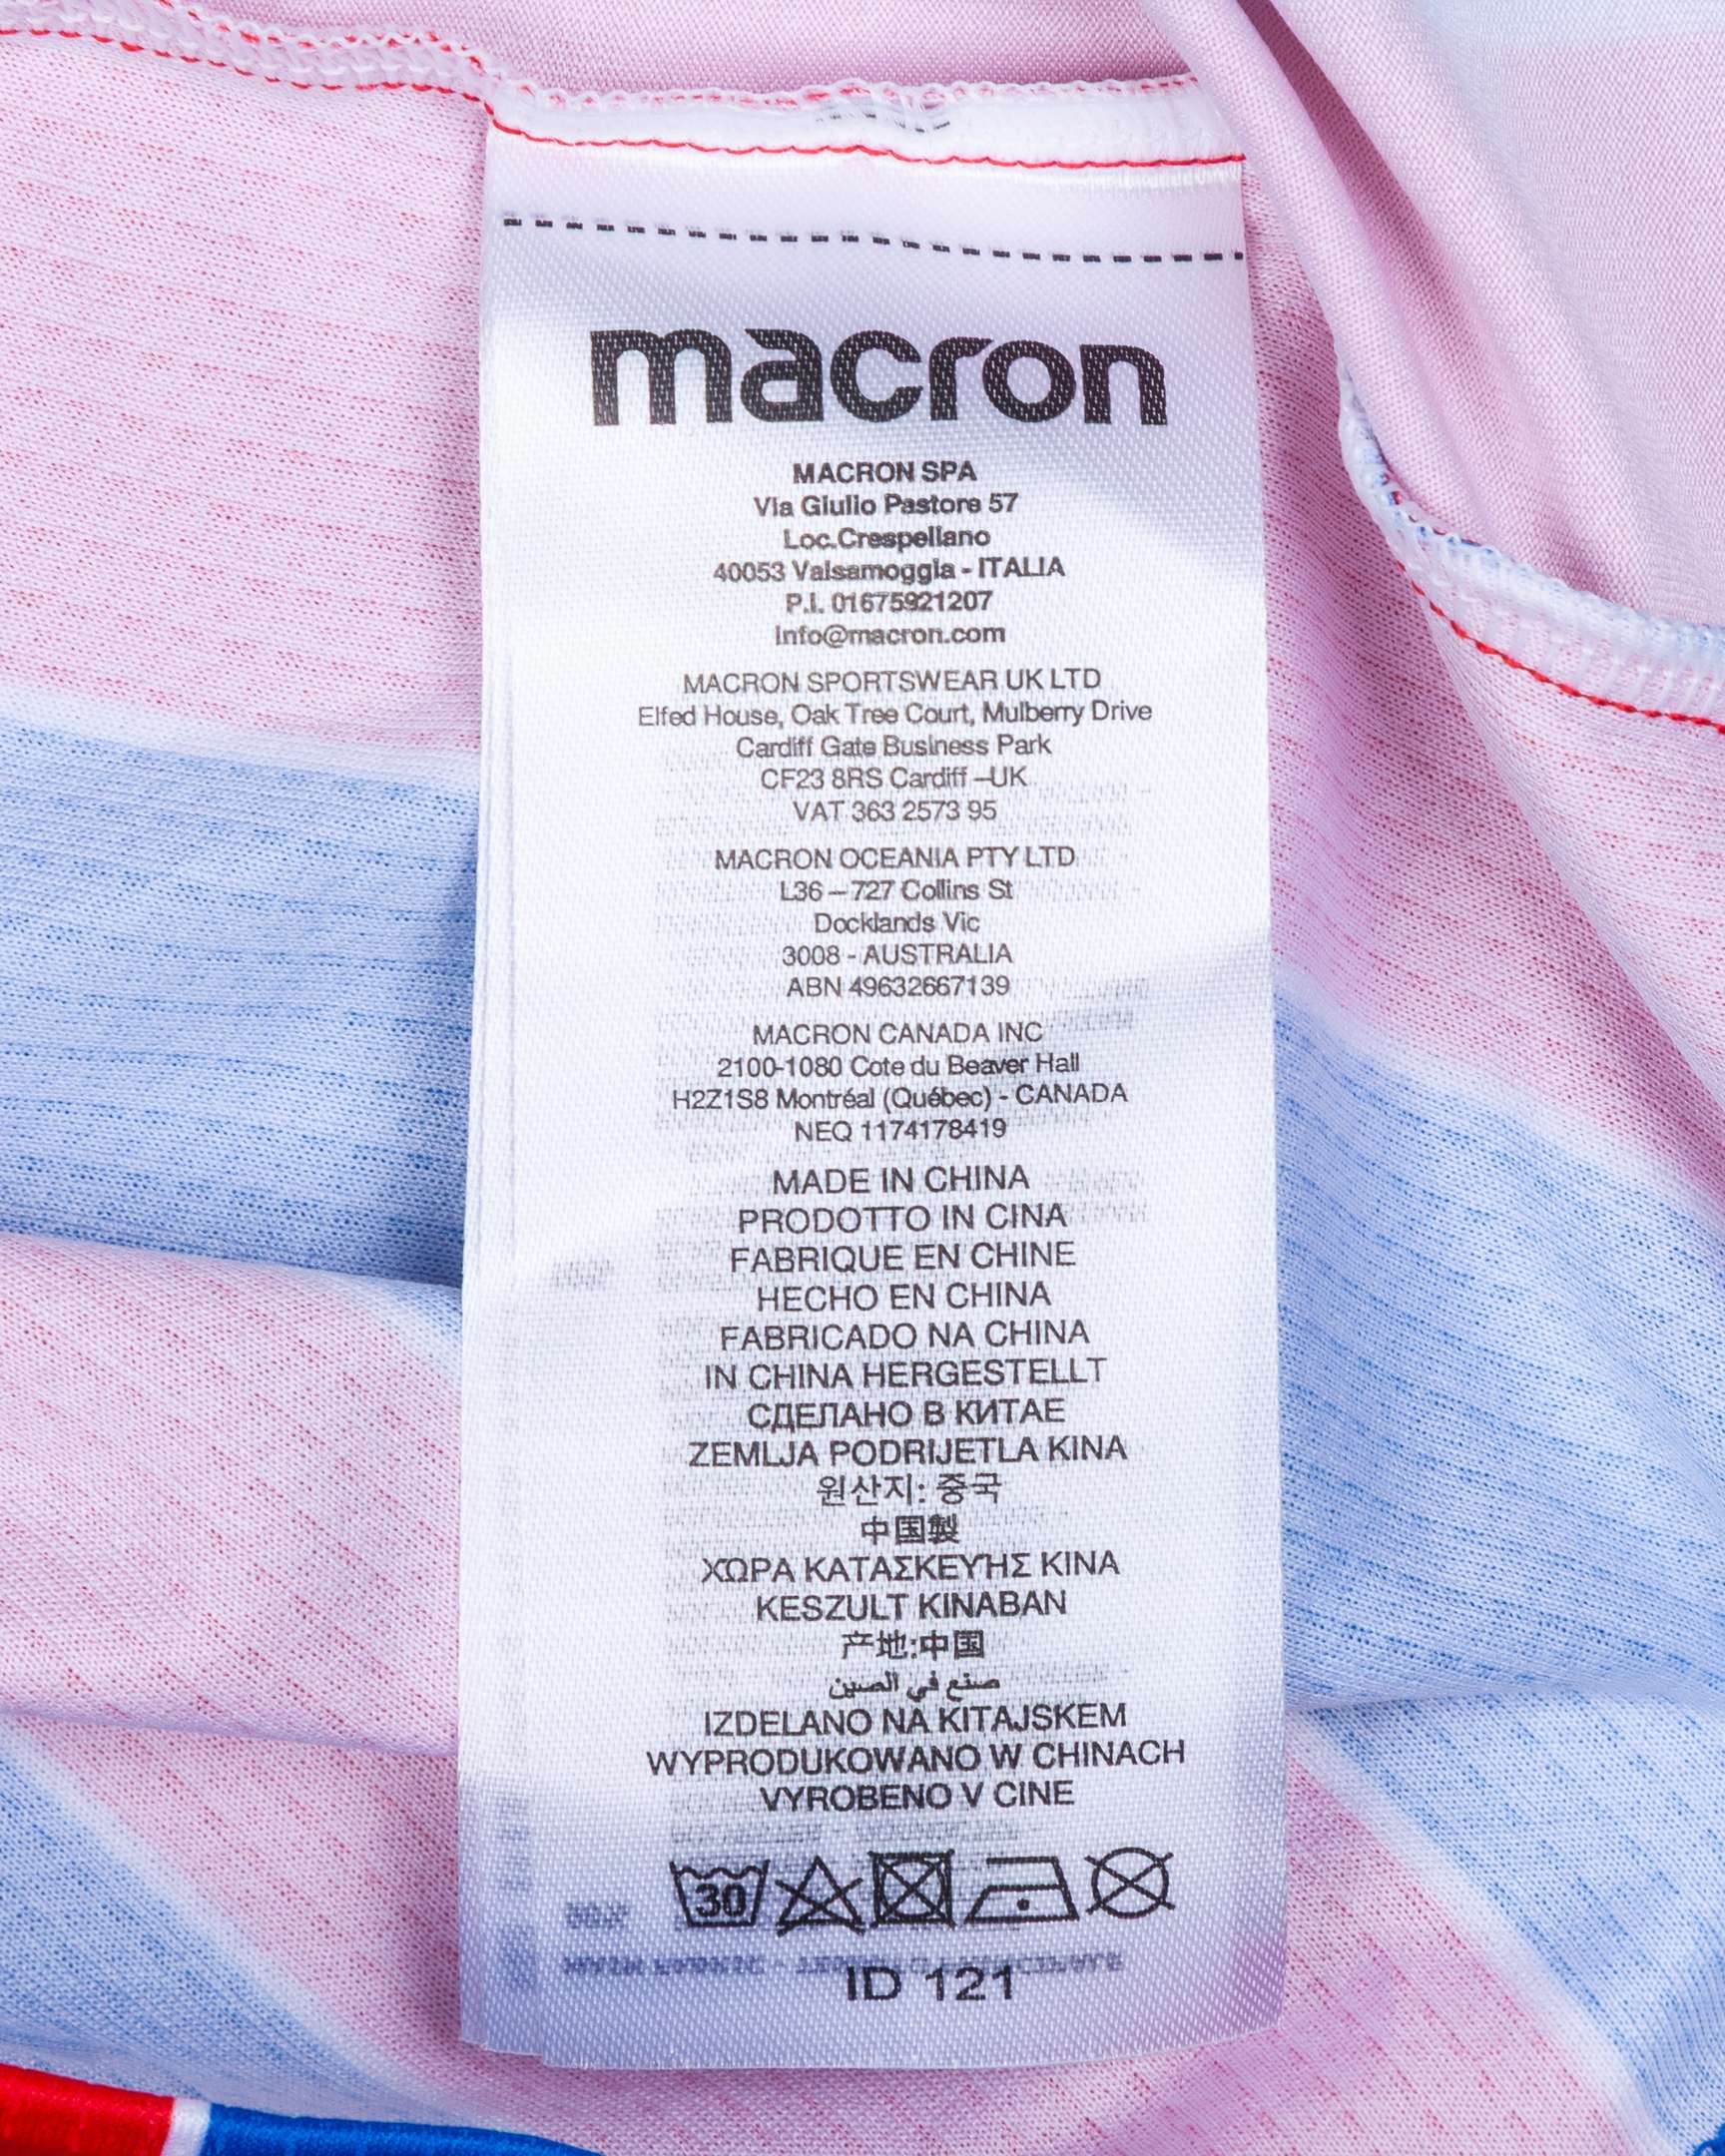 macron
MACRON SPA
Via Giulio Pastore 57
Loc.Crespellano
40053 Valsamoggia - ITALIA
P.I. 01675921207
info@macron.com
MACRON SPORTSWEAR UK LTD
Elfed House, Oak Tree Court, Mulberry Drive
Cardiff Gate Business Park
CF23 8RS Cardiff –UK
VAT 363 2573 95
MACRON OCEANIA PTY LTD
L36 – 727 Collins St
Docklands Vic
3008 - AUSTRALIA
ABN 49632667139
MACRON CANADA INC
2100-1080 Cote du Beaver Hall
H2Z1S8 Montréal (Québec) - CANADA
NEQ 1174178419
MADE IN CHINA
PRODOTTO IN CINA
FABRIQUE EN CHINE
HECHO EN CHINA
FABRICADO NA CHINA
IN CHINA HERGESTELLT
СДЕЛАНО В КИТАЕ
ZEMLJA PODRIJETLA KINA
원산지: 중국
中国製
ΧΩΡΑ ΚΑΤΑΣΚΕΥΉΣ ΚΙΝΑ
KESZULT KINABAN
产地:中国
صنع في الصين
IZDELANO NA KITAJSKEM
WYPRODUKOWANO W CHINACH
VYROBENO V CINE
30
ID 121